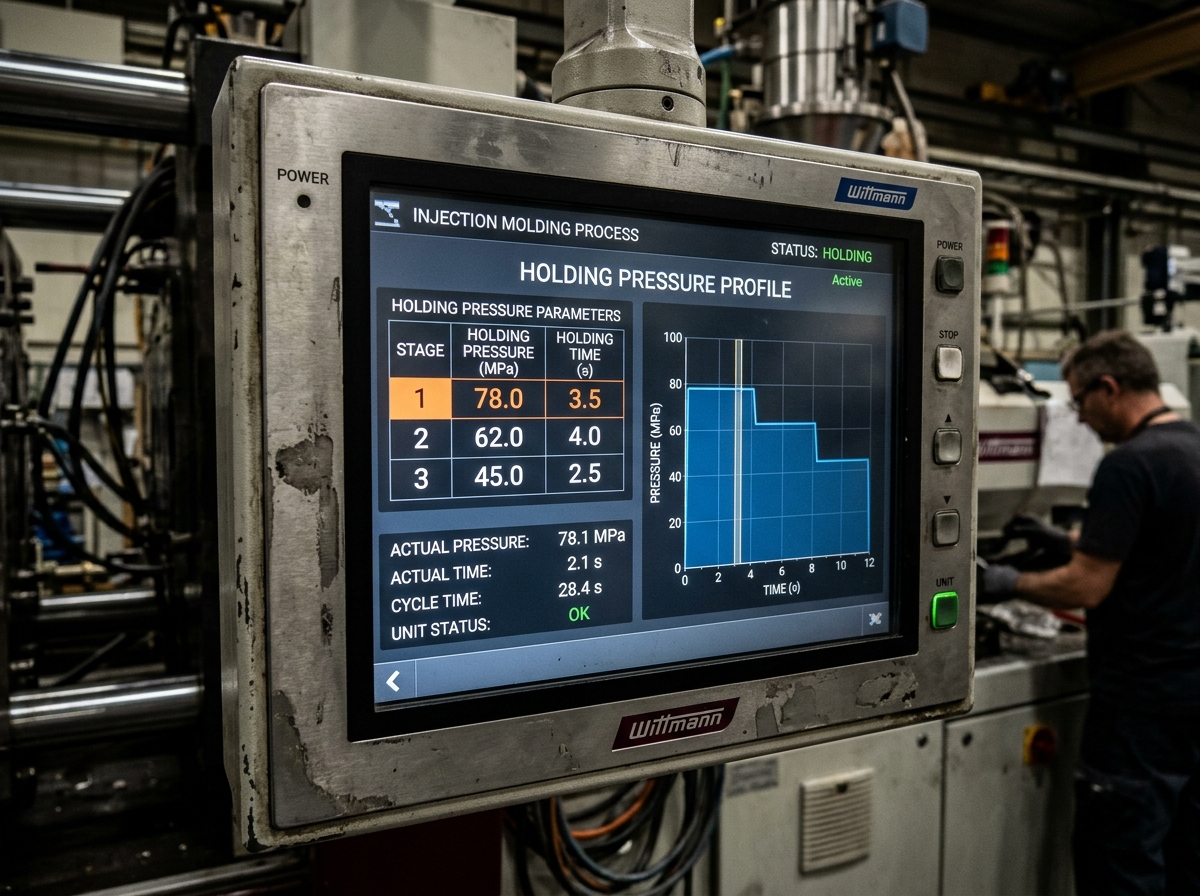 POWER
Wittmann
INJECTION MOLDING PROCESS
STATUS: HOLDING
HOLDING PRESSURE PROFILE
Active
HOLDING PRESSURE PARAMETERS
STAGE HOLDING PRESSURE (MPa) HOLDING TIME (ə)
1 78.0 3.5
2 62.0 4.0
3 45.0 2.5
ACTUAL PRESSURE: 78.1 MPa
ACTUAL TIME: 2.1 s
CYCLE TIME: 28.4 s
UNIT STATUS: OK
PRESSURE (MPa)
100
80
60
40
20
0
0 2 4 6 8 10 12
TIME (ə)
POWER
STOP
UNIT
Wittmann